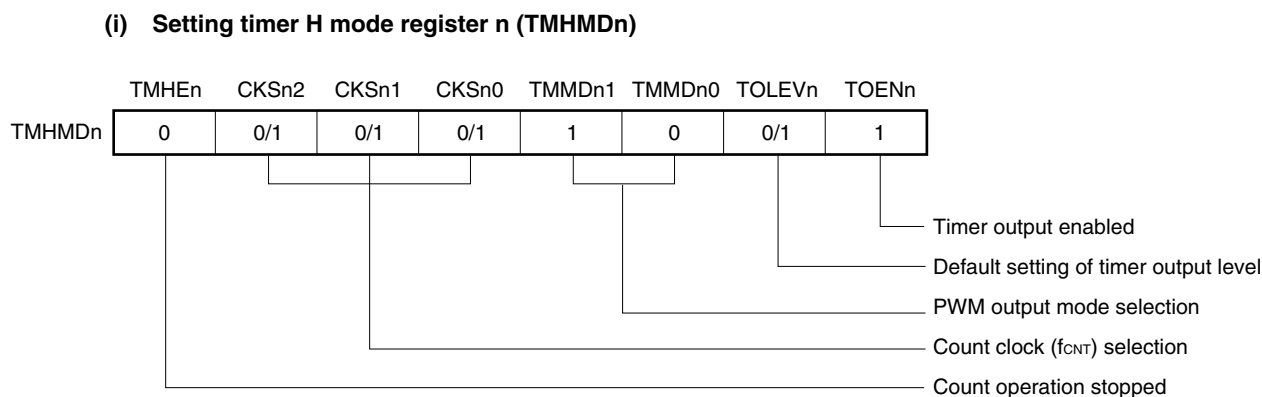 (i) Setting timer H mode register n (TMHMDn)
TMHEn CKSn2 CKSn1 CKSn0 TMMDn1 TMMDn0 TOLEVn TOENn
TMHMDn 0 0/1 0/1 0/1 1 0 0/1 1
Timer output enabled
Default setting of timer output level
PWM output mode selection
Count clock (fCNT) selection
Count operation stopped